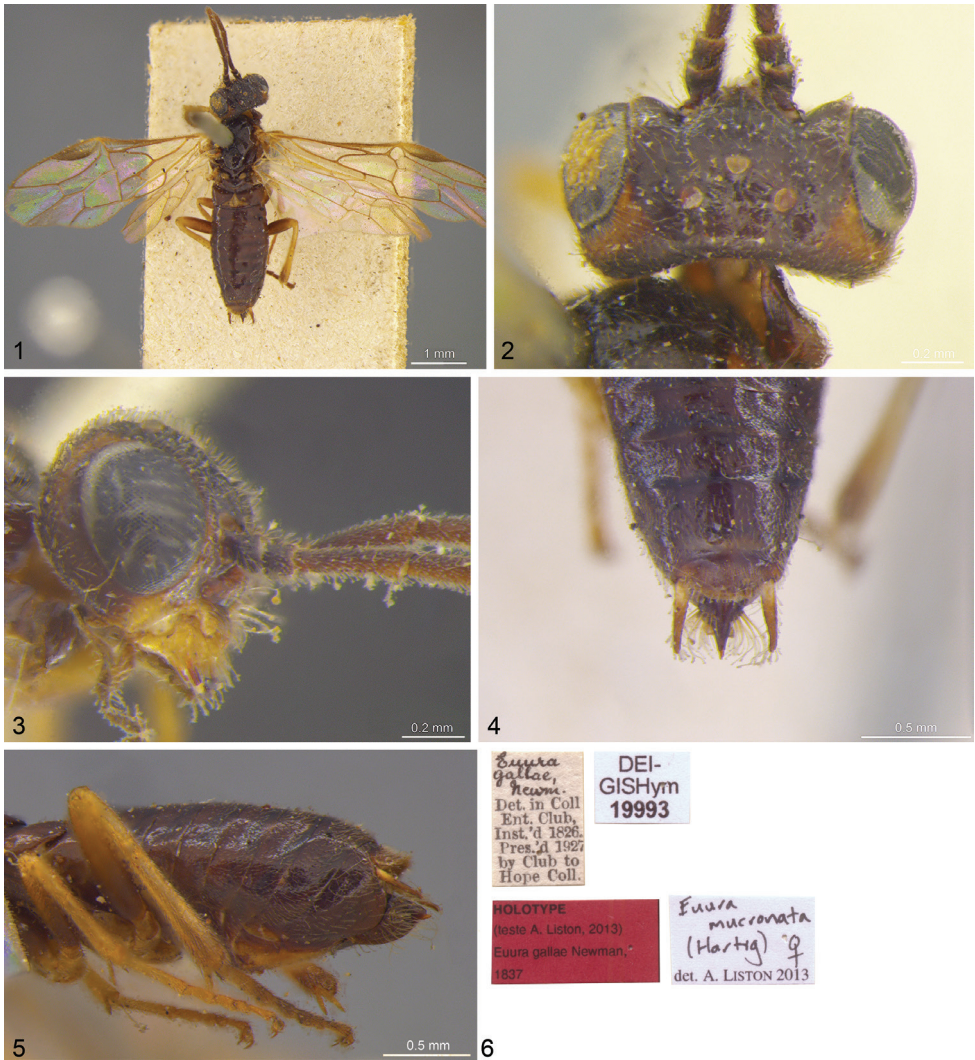 1
1 mm
2
0.2 mm
3
0.2 mm
4
0.5 mm
5
0.5 mm
6
Euura
gallae,
Newm.
Det. in Coll
Ent. Club,
Inst.'d 1826.
Pres.'d 1927
by Club to
Hope Coll.
DEI-
GISHym
19993
HOLOTYPE
(teste A. Liston, 2013)
Euura gallae Newman,
1837
Euura
mucronata
(Hartig) ♀
det. A. LISTON 2013